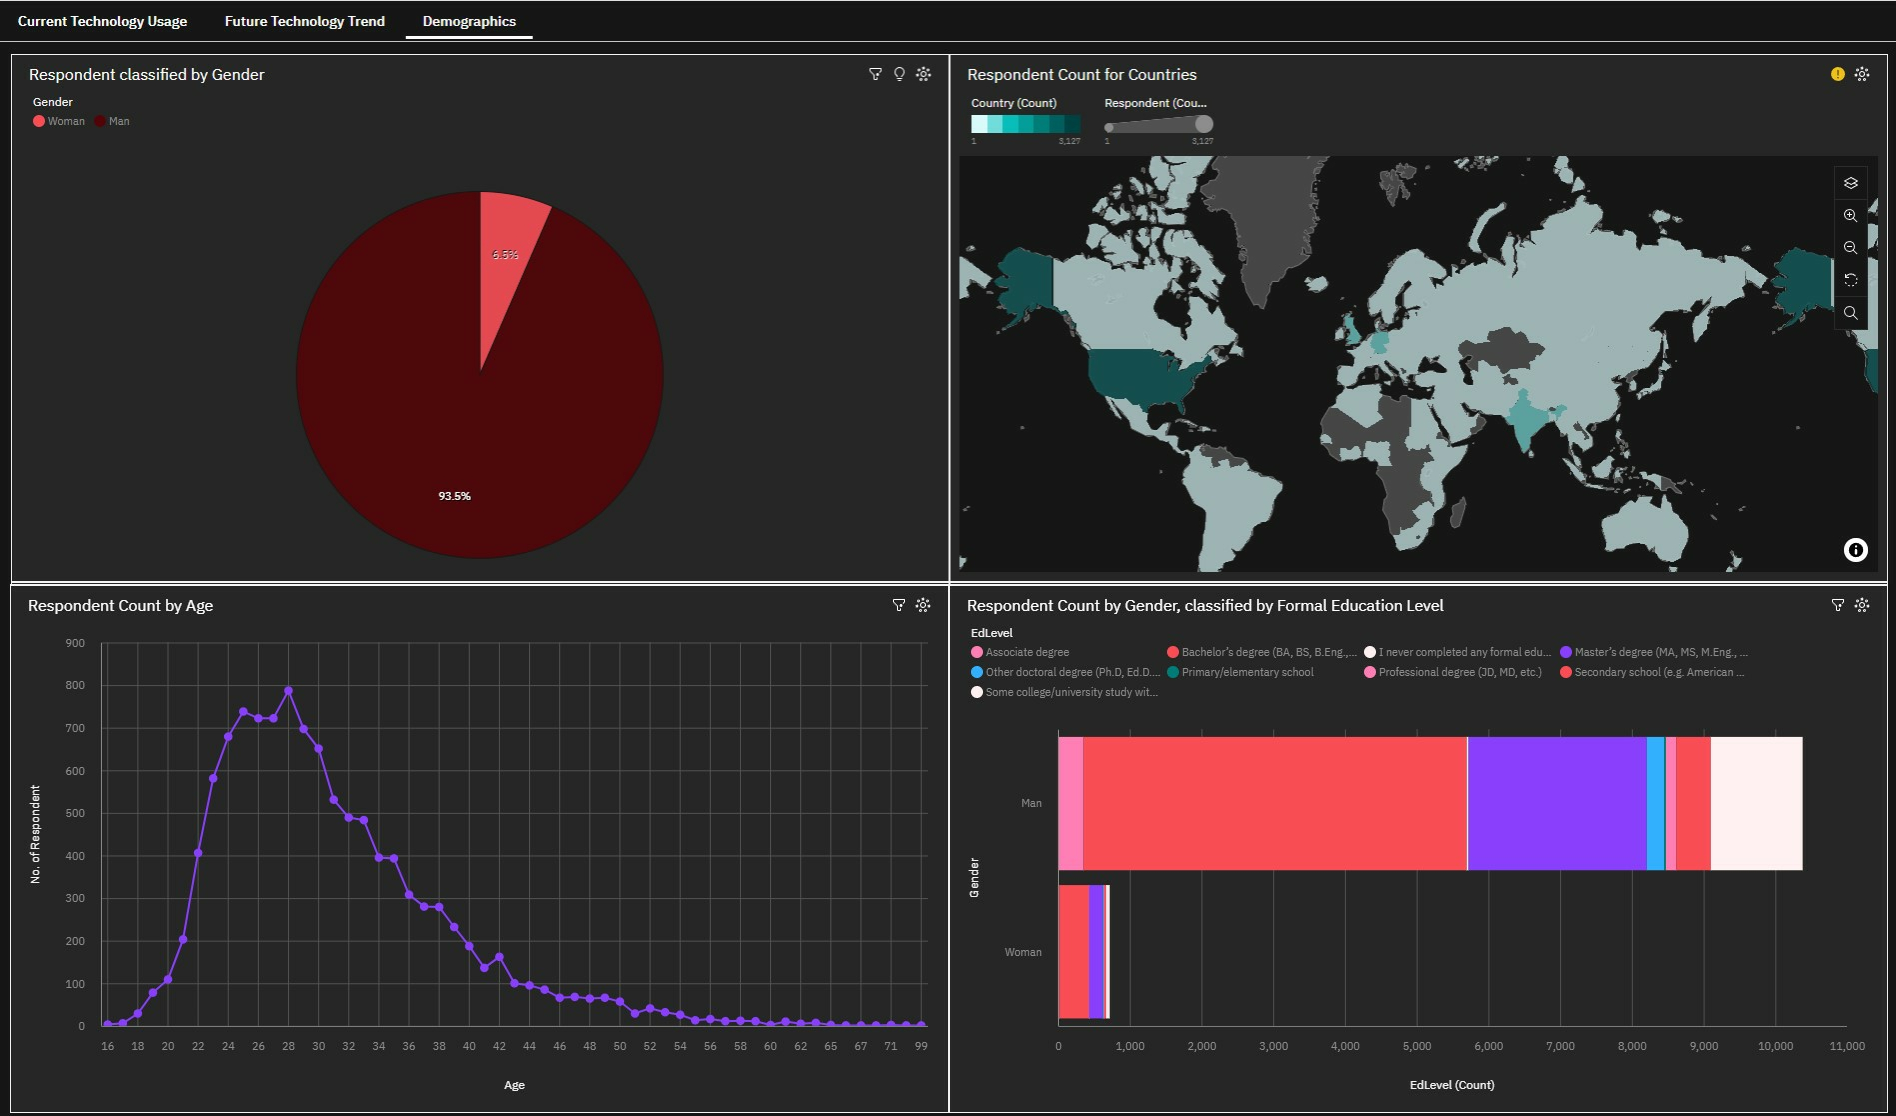 Current Technology Usage Future Technology Trend Demographics
Respondent classified by Gender
Gender
Woman Man
6.5%
93.5%
Respondent Count for Countries
Country (Count) Respondent (Cou...
1 3,127 1 3,127
Respondent Count by Age
900
800
700
600
500
400
300
200
100
0
No. of Respondent
16 18 20 22 24 26 28 30 32 34 36 38 40 42 44 46 48 50 52 54 56 58 60 62 65 67 71 99
Age
Respondent Count by Gender, classified by Formal Education Level
EdLevel
Associate degree Bachelor's degree (BA, BS, B.Eng.,... I never completed any formal edu... Master's degree (MA, MS, M.Eng., ...
Other doctoral degree (Ph.D, Ed.D.... Primary/elementary school Professional degree (JD, MD, etc.) Secondary school (e.g. American ...
Some college/university study wit...
Man
Gender
Woman
0 1,000 2,000 3,000 4,000 5,000 6,000 7,000 8,000 9,000 10,000 11,000
EdLevel (Count)